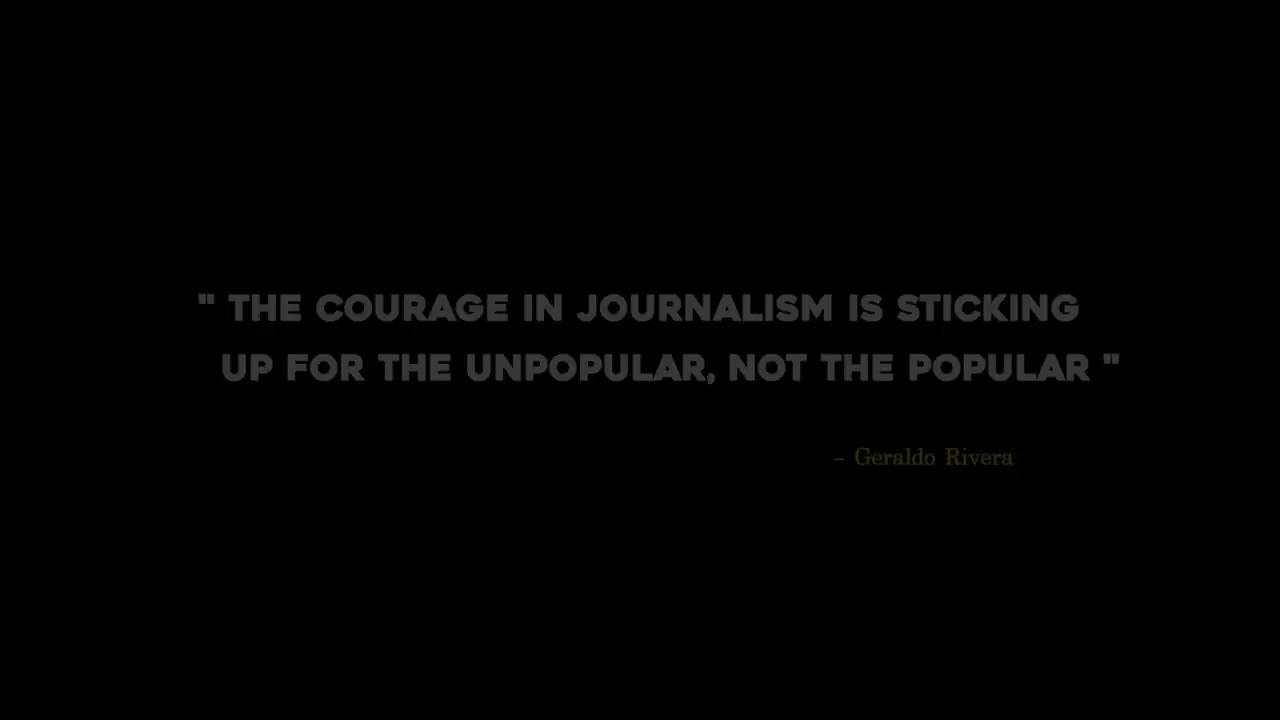 " THE COURAGE IN JOURNALISM IS STICKING
UP FOR THE UNPOPULAR, NOT THE POPULAR "
- Geraldo Rivera